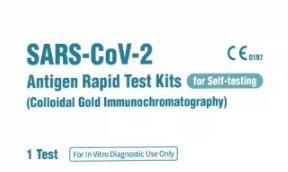 SARS-CoV-2
CE 0197
Antigen Rapid Test Kits for Self-testing
(Colloidal Gold Immunochromatography)
1 Test For In Vitro Diagnostic Use Only